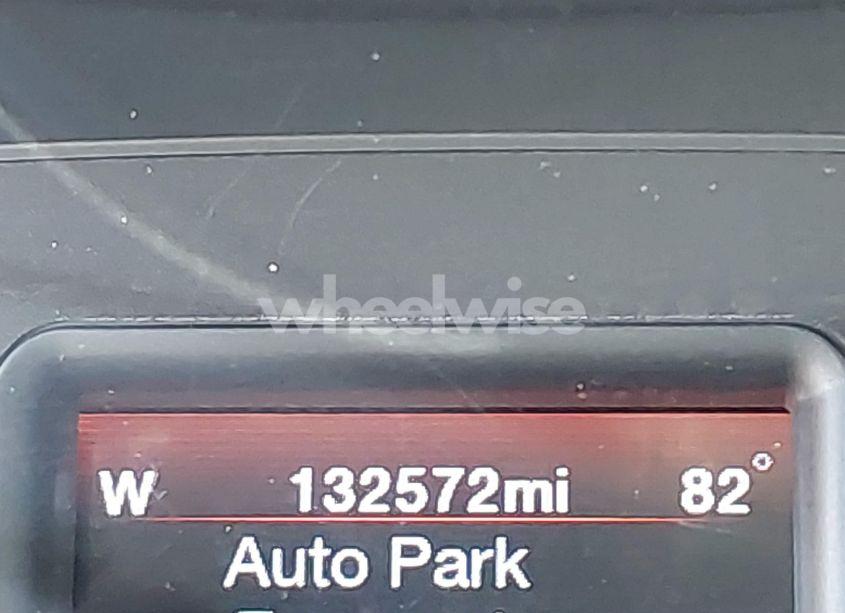 wheelwise
W 132572mi 82°
Auto Park